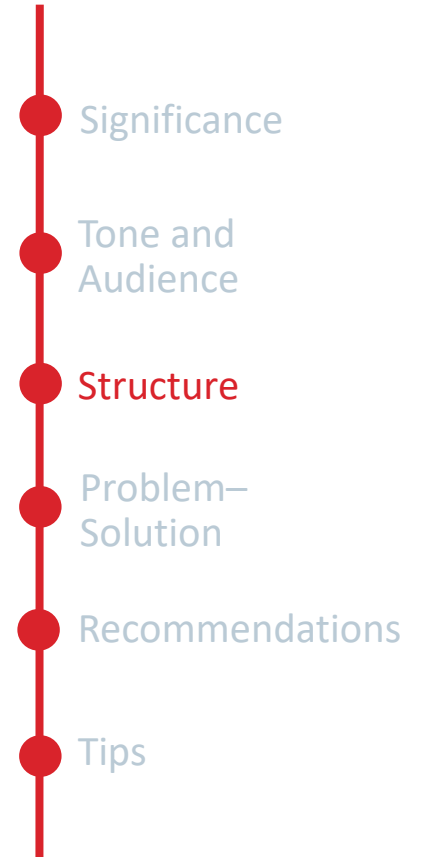 Significance
Tone and
Audience
Structure
Problem–
Solution
Recommendations
Tips